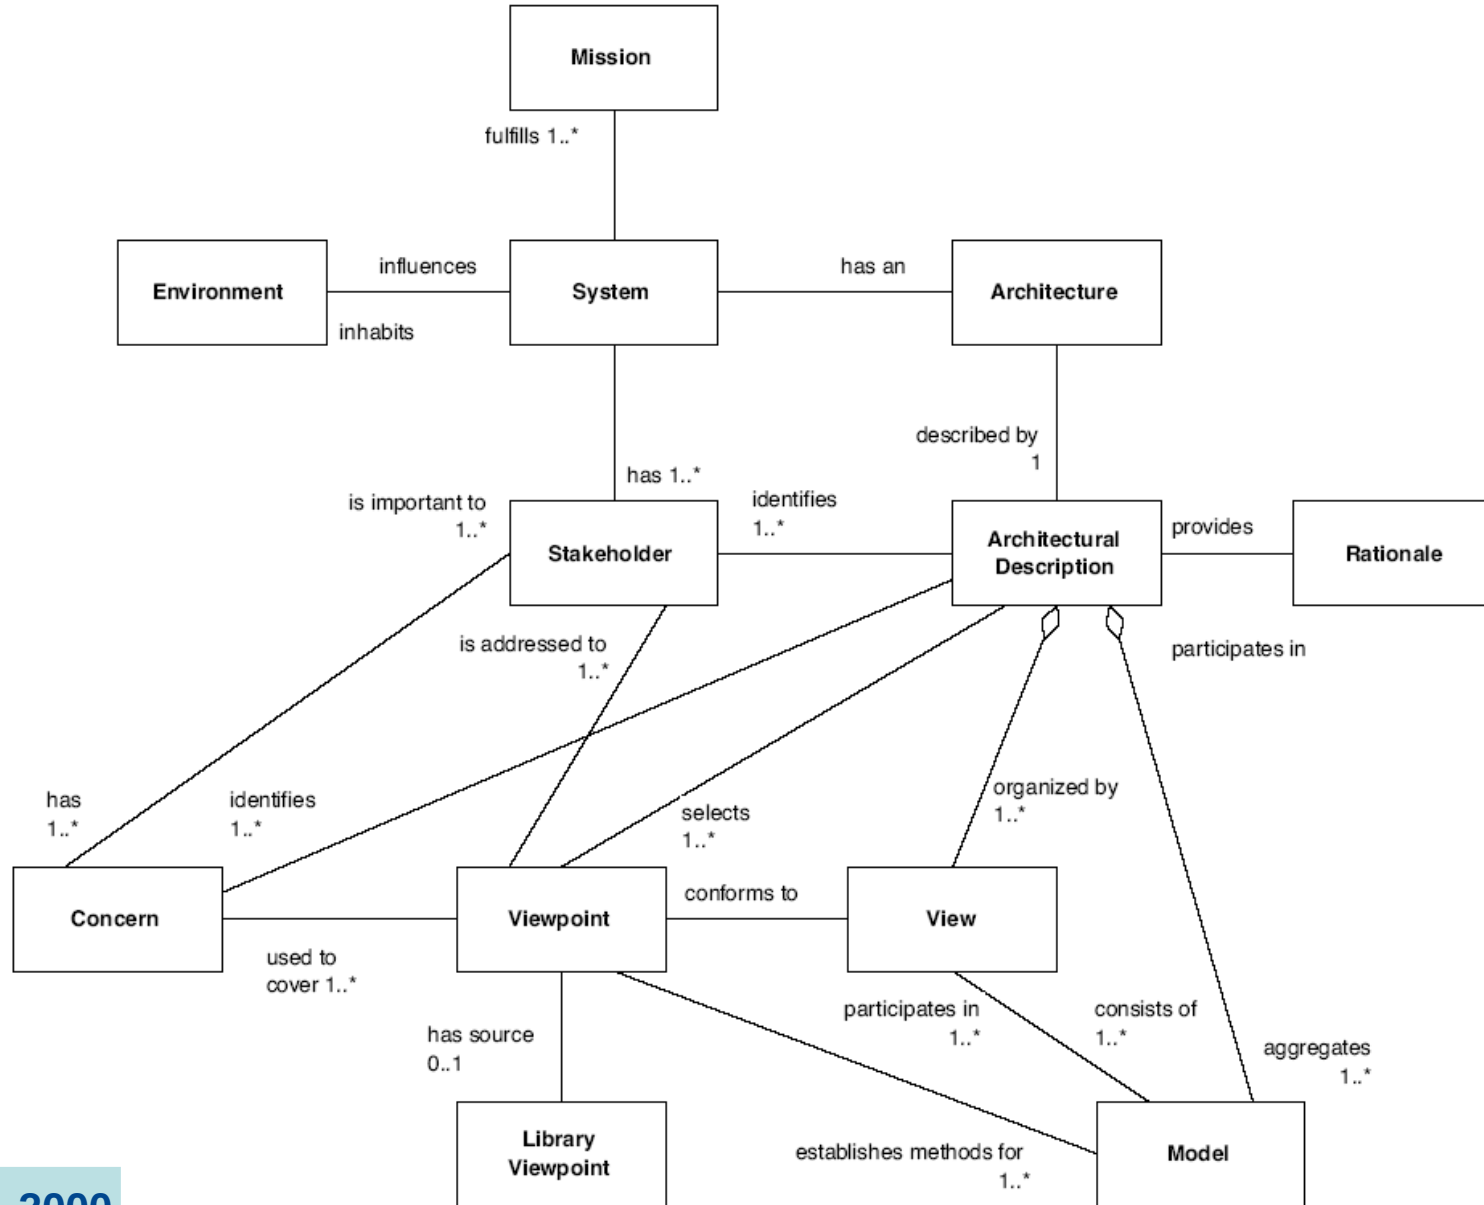 Mission
fulfills 1..*
influences
has an
Environment
System
Architecture
inhabits
described by
1
has 1..*
is important to
1..*
identifies
1..*
provides
Stakeholder
Architectural
Description
Rationale
is addressed to
1..*
participates in
organized by
1..*
has
1..*
identifies
1..*
selects
1..*
conforms to
Concern
Viewpoint
View
used to
cover 1..*
participates in
1..*
consists of
1..*
has source
0..1
aggregates
1..*
Library
Viewpoint
establishes methods for
1..*
Model
2000